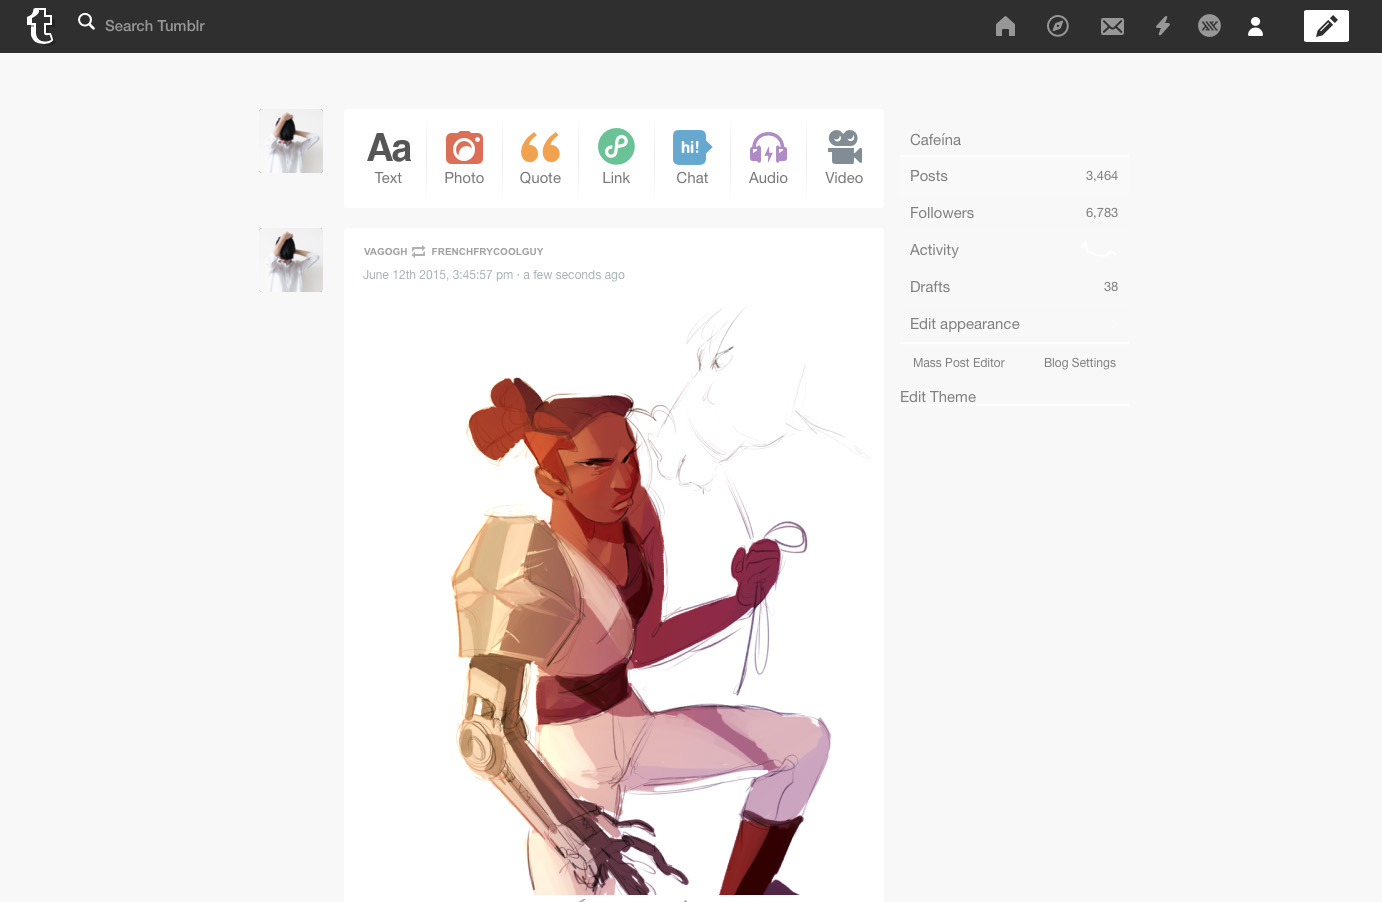 Search Tumblr
Aa
hi!
Text Photo Quote Link Chat Audio Video
VAGOGH FRENCHFRYCOOLGUY
June 12th 2015, 3:45:57 pm · a few seconds ago
Cafeína
Posts 3,464
Followers 6,783
Activity
Drafts 38
Edit appearance
Mass Post Editor Blog Settings
Edit Theme